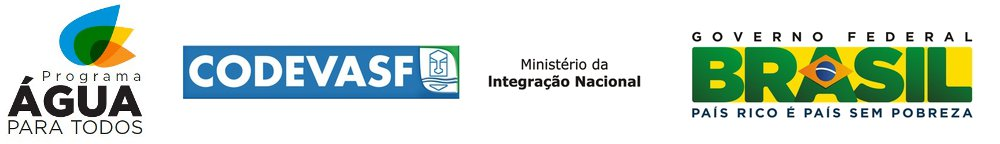 Programa
ÁGUA
PARA TODOS
CODEVASF
Ministério da
Integração Nacional
GOVERNO FEDERAL
BRASIL
PAÍS RICO É PAÍS SEM POBREZA